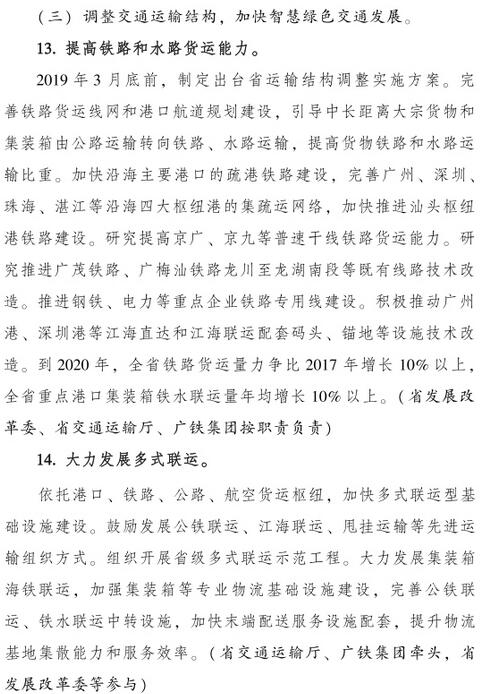 （三）调整交通运输结构，加快智慧绿色交通发展。
13. 提高铁路和水路货运能力。
2019 年 3 月底前，制定出台省运输结构调整实施方案。完
善铁路货运线网和港口航道规划建设，引导中长距离大宗货物和
集装箱由公路运输转向铁路、水路运输，提高货物铁路和水路运
输比重。加快沿海主要港口的疏港铁路建设，完善广州、深圳、
珠海、湛江等沿海四大枢纽港的集疏运网络，加快推进汕头枢纽
港铁路建设。研究提高京广、京九等普速干线铁路货运能力。研
究推进广茂铁路、广梅汕铁路龙川至龙湖南段等既有线路技术改
造。推进钢铁、电力等重点企业铁路专用线建设。积极推动广州
港、深圳港等江海直达和江海联运配套码头、锚地等设施技术改
造。到 2020 年，全省铁路货运量力争比 2017 年增长 10% 以上，
全省重点港口集装箱铁水联运量年均增长 10% 以上。（省发展改
革委、省交通运输厅、广铁集团按职责负责）
14. 大力发展多式联运。
依托港口、铁路、公路、航空货运枢纽，加快多式联运型基
础设施建设。鼓励发展公铁联运、江海联运、甩挂运输等先进运
输组织方式。组织开展省级多式联运示范工程。大力发展集装箱
海铁联运，加强集装箱等专业物流基础设施建设，完善公铁联
运、铁水联运中转设施，加快末端配送服务设施配套，提升物流
基地集散能力和服务效率。（省交通运输厅、广铁集团牵头，省
发展改革委等参与）